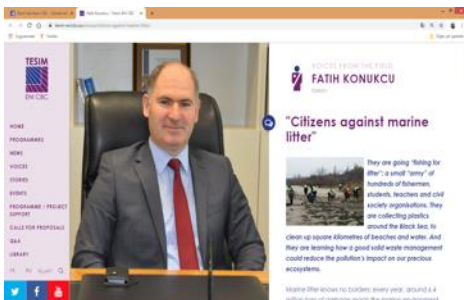 TESIM
ENI CBC
HOME
PROGRAMMES
NEWS
VOICES
STORIES
EVENTS
PROGRAMME / PROJECT
SUPPORT
CALLS FOR PROPOSALS
Q&A
LIBRARY
VOICES FROM THE FIELD
FATIH KONUKCU
"Citizens against marine
litter"
They are going "fishing for
litter": a small "army" of
hundreds of fishermen,
students, teachers and civil
society organisations. They
are collecting plastics
around the Black Sea, to
clean up square kilometres of beaches and water. And
they are learning how a good solid waste management
could reduce the pollution's impact on our precious
ecosystems.
Marine litter knows no borders: every year, around 6.4